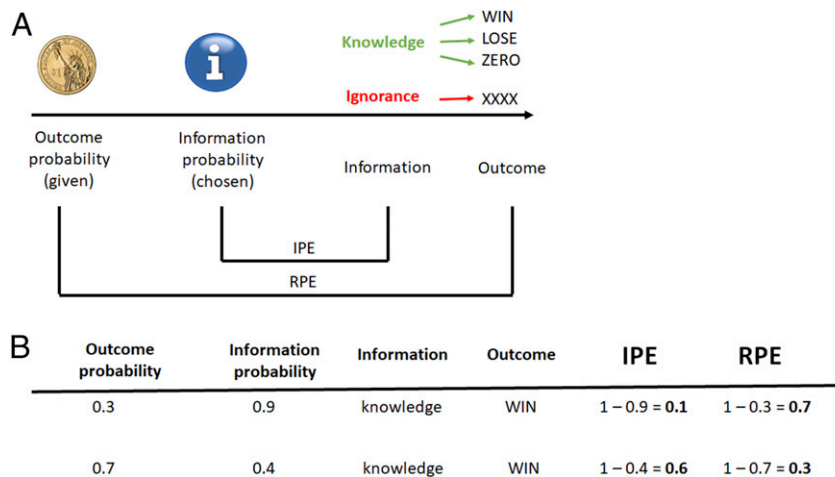 A
WIN
Knowledge
LOSE
ZERO
Ignorance
XXXX
Outcome
probability
(given)
Information
probability
(chosen)
Information
Outcome
IPE
RPE
B
Outcome
probability
Information
probability
Information
Outcome
IPE
RPE
0.3 0.9 knowledge WIN 1 – 0.9 = 0.1 1 – 0.3 = 0.7
0.7 0.4 knowledge WIN 1 – 0.4 = 0.6 1 – 0.7 = 0.3